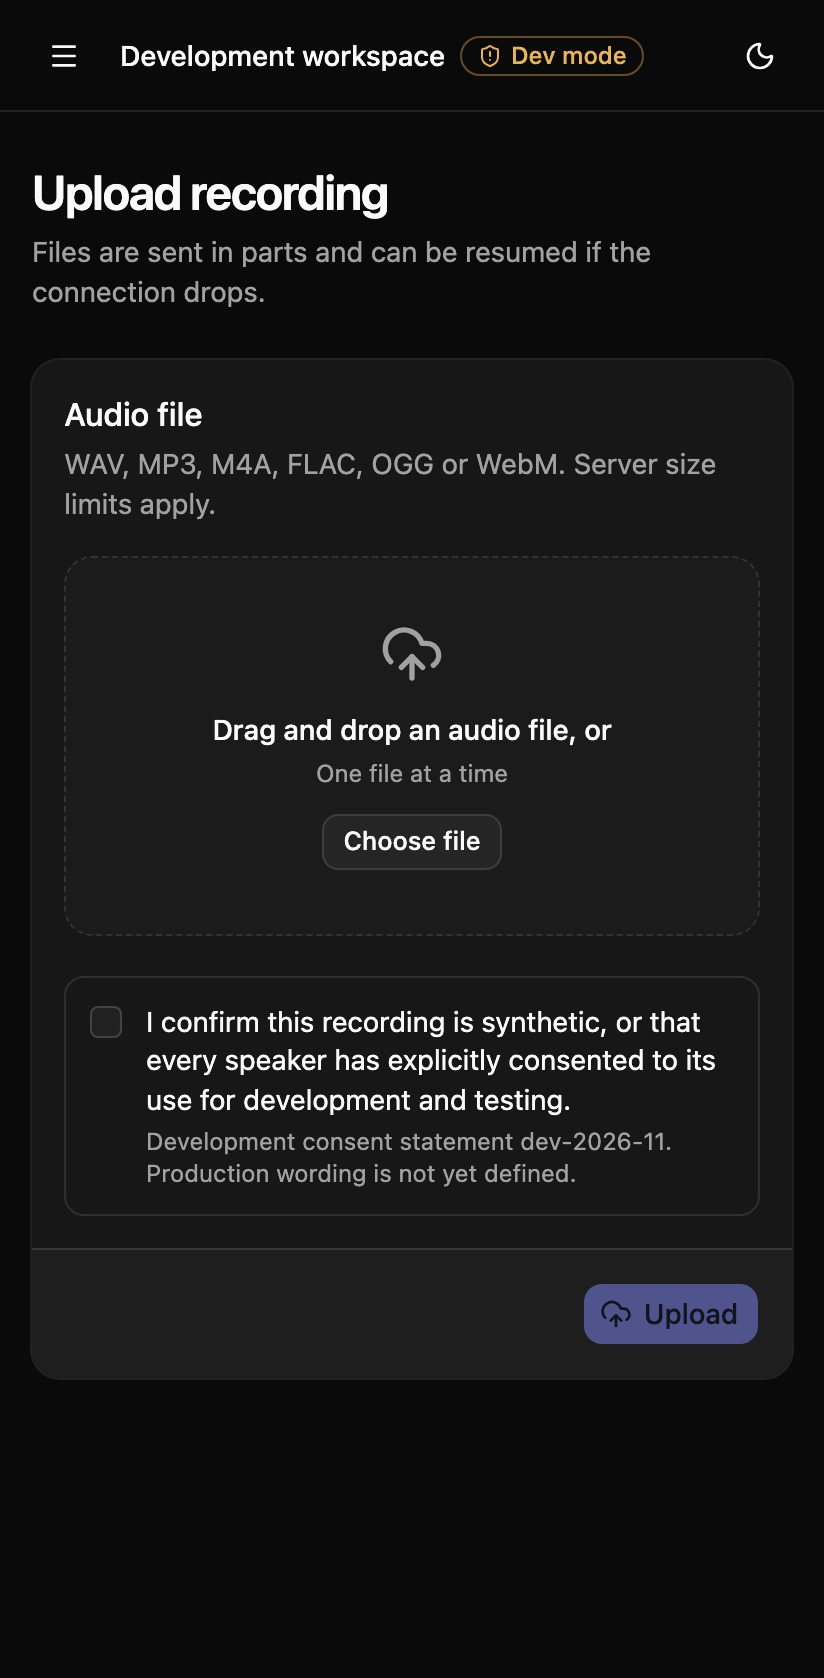 Development workspace
Dev mode
Upload recording
Files are sent in parts and can be resumed if the
connection drops.
Audio file
WAV, MP3, M4A, FLAC, OGG or WebM. Server size
limits apply.
Drag and drop an audio file, or
One file at a time
Choose file
I confirm this recording is synthetic, or that
every speaker has explicitly consented to its
use for development and testing.
Development consent statement dev-2026-11.
Production wording is not yet defined.
Upload